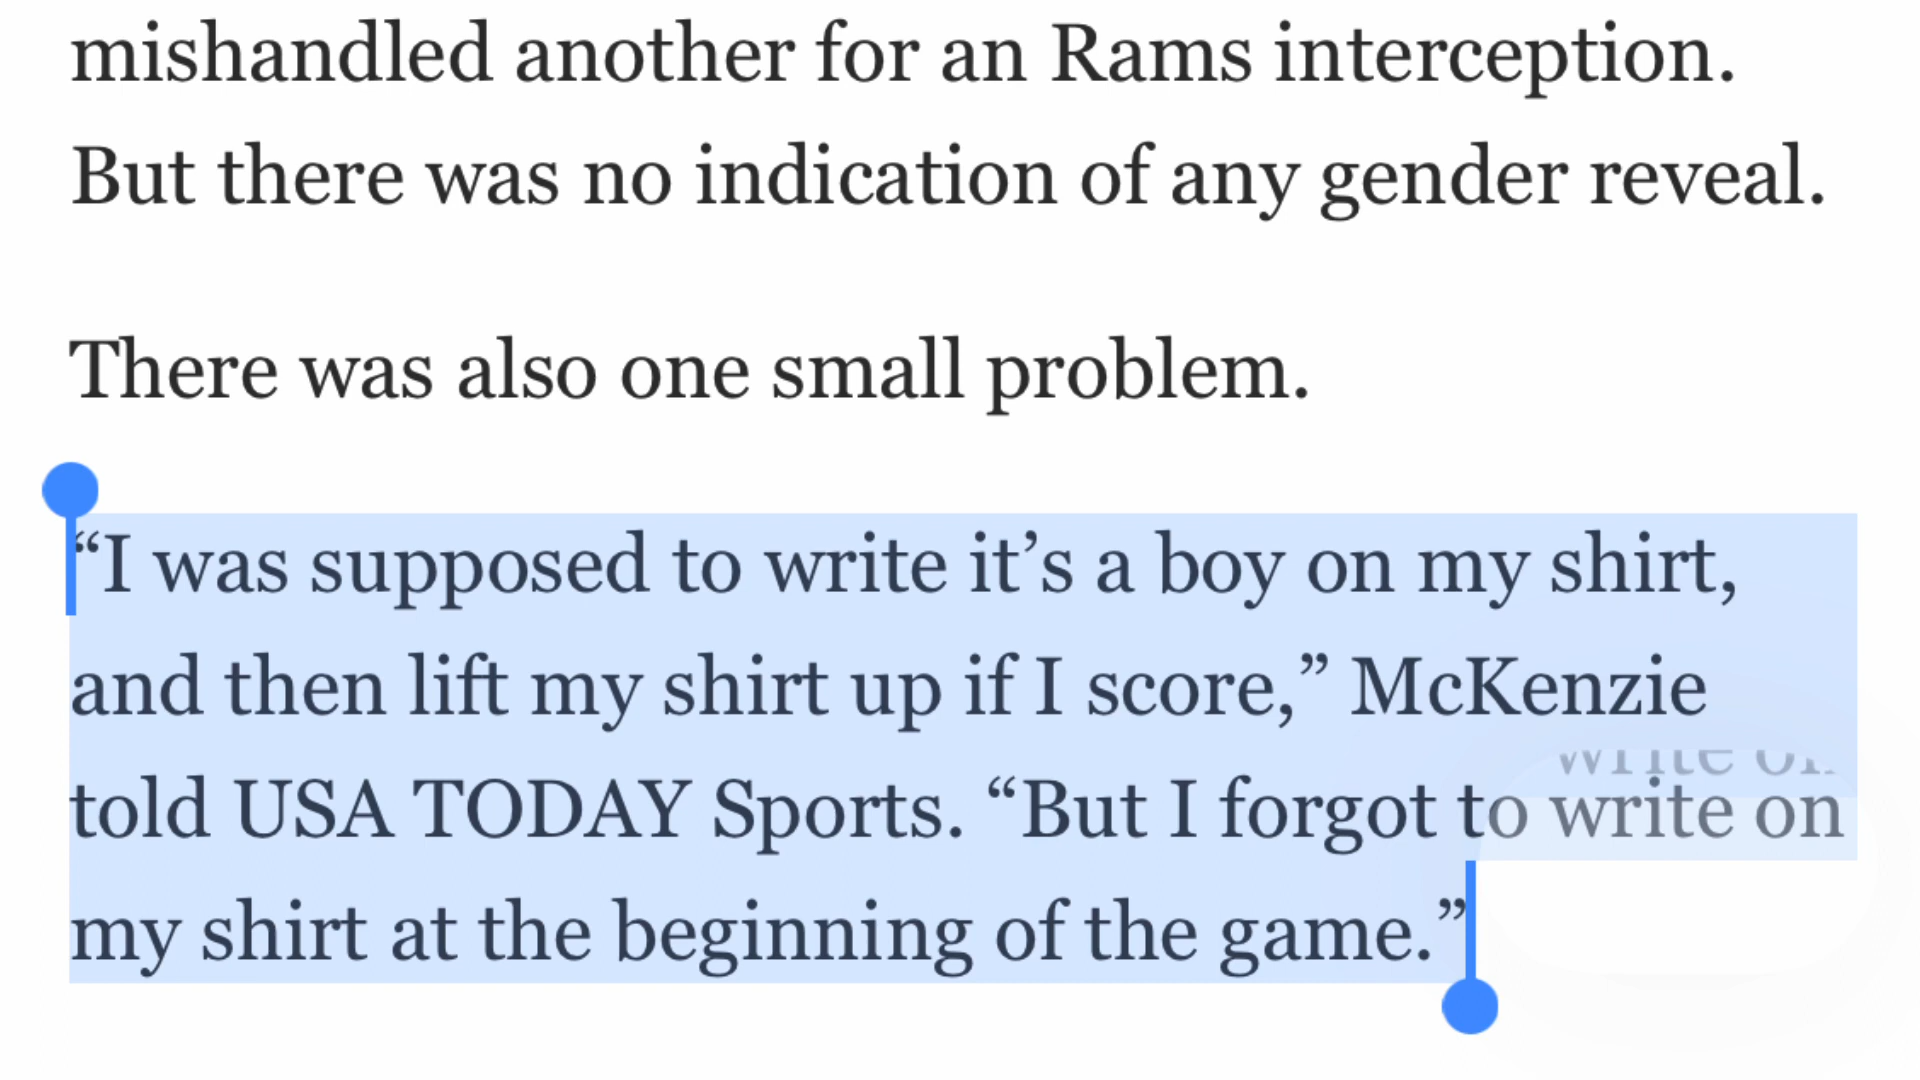 mishandled another for an Rams interception.
But there was no indication of any gender reveal.
There was also one small problem.
“I was supposed to write it’s a boy on my shirt,
and then lift my shirt up if I score,” McKenzie
told USA TODAY Sports. “But I forgot to write on
my shirt at the beginning of the game.”